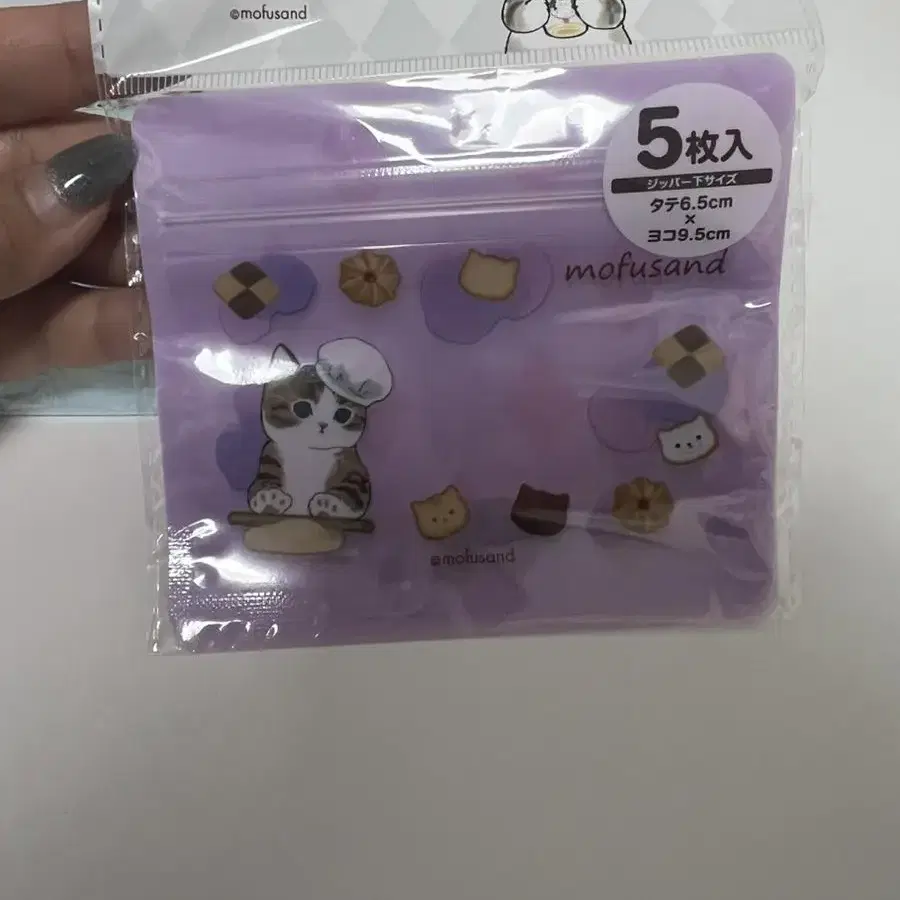 ©mofusand
5枚入
ジッパー下サイズ
タテ6.5cm
×
ヨコ9.5cm
mofusand
©mofusand